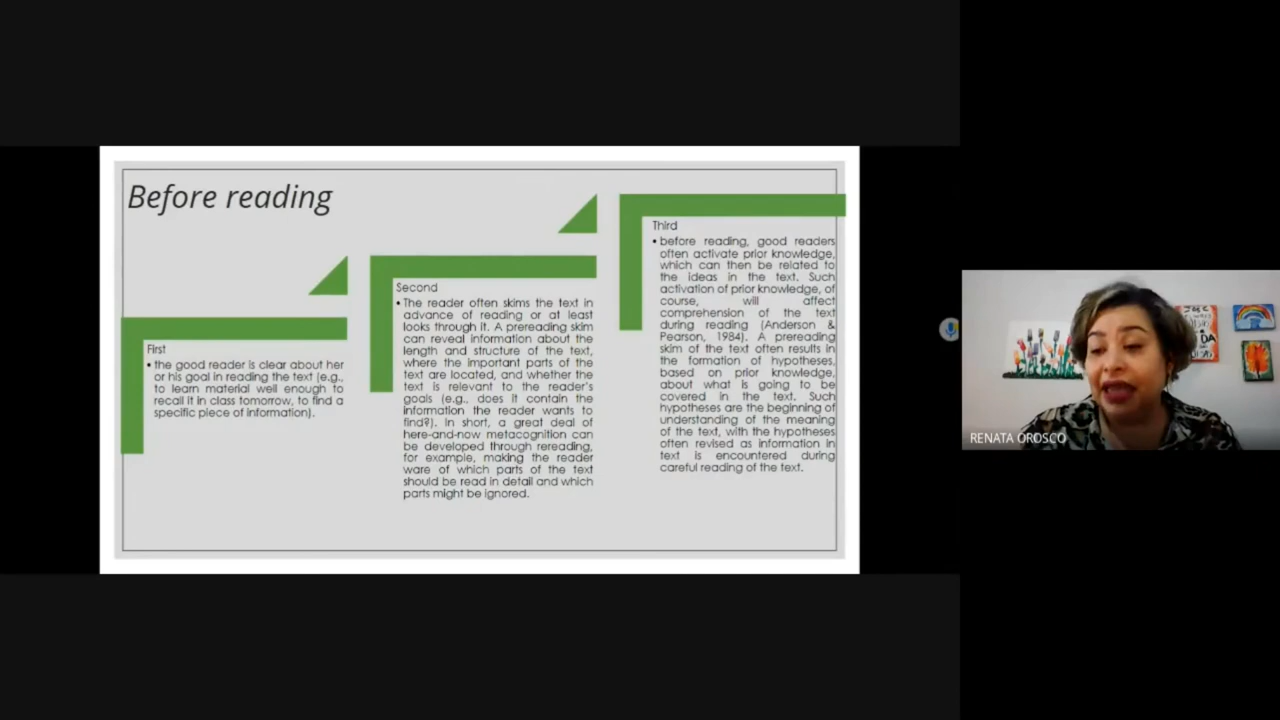 Before reading
First
• the good reader is clear about her
or his goal in reading the text (e.g.,
to learn material well enough to
recall it in class tomorrow, to find a
specific piece of information).
Second
• The reader often skims the text in
advance of reading or at least
looks through it. A prereading skim
can reveal information about the
length and structure of the text,
where the important parts of the
text are located, and whether the
text is relevant to the reader's
goals (e.g., does it contain the
information the reader wants to
find?). In short, a great deal of
here-and-now metacognition can
be developed through rereading,
for example, making the reader
ware of which parts of the text
should be read in detail and which
parts might be ignored.
Third
• before reading, good readers
often activate prior knowledge,
which can then be related to
the ideas in the text. Such
activation of prior knowledge, of
course, will affect
comprehension of the text
during reading (Anderson &
Pearson, 1984). A prereading
skim of the text often results in
the formation of hypotheses,
based on prior knowledge,
about what is going to be
covered in the text. Such
hypotheses are the beginning of
understanding of the meaning
of the text, with the hypotheses
often revised as information in
text is encountered during
careful reading of the text.
RENATA OROSCO